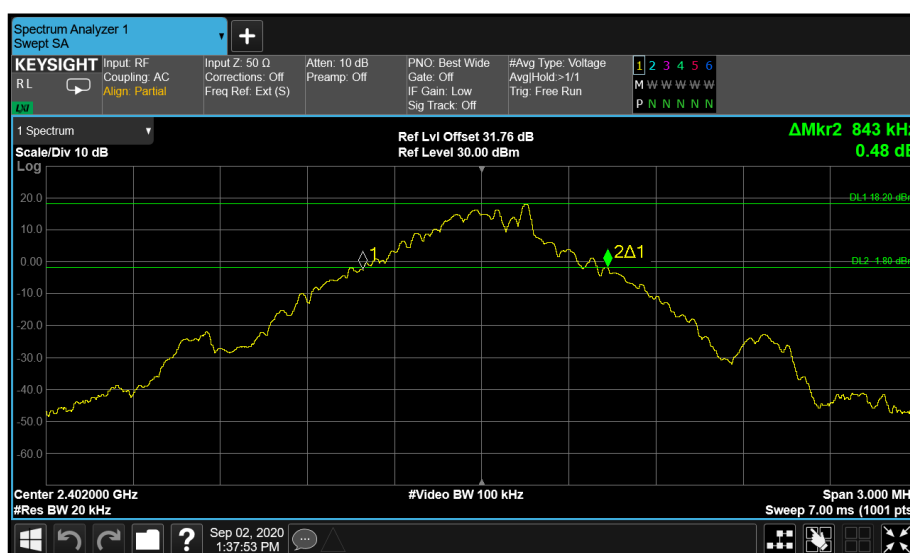 Spectrum Analyzer 1
Swept SA
KEYSIGHT
RL
LXI
Input: RF
Coupling: AC
Align: Partial
Input Z: 50 Ω
Corrections: Off
Freq Ref: Ext (S)
Atten: 10 dB
Preamp: Off
PNO: Best Wide
Gate: Off
IF Gain: Low
Sig Track: Off
#Avg Type: Voltage
Avg|Hold:>1/1
Trig: Free Run
1 2 3 4 5 6
M W W W W W
P N N N N N
1 Spectrum
Scale/Div 10 dB
Log
Ref Lvl Offset 31.76 dB
Ref Level 30.00 dBm
ΔMkr2 843 kHz
0.48 dB
20.0
10.0
0.00
-10.0
-20.0
-30.0
-40.0
-50.0
-60.0
DL1 18.20 dBm
DL2 -1.80 dBm
1
2Δ1
Center 2.402000 GHz
#Res BW 20 kHz
#Video BW 100 kHz
Span 3.000 MH
Sweep 7.00 ms (1001 pts
?
Sep 02, 2020
1:37:53 PM